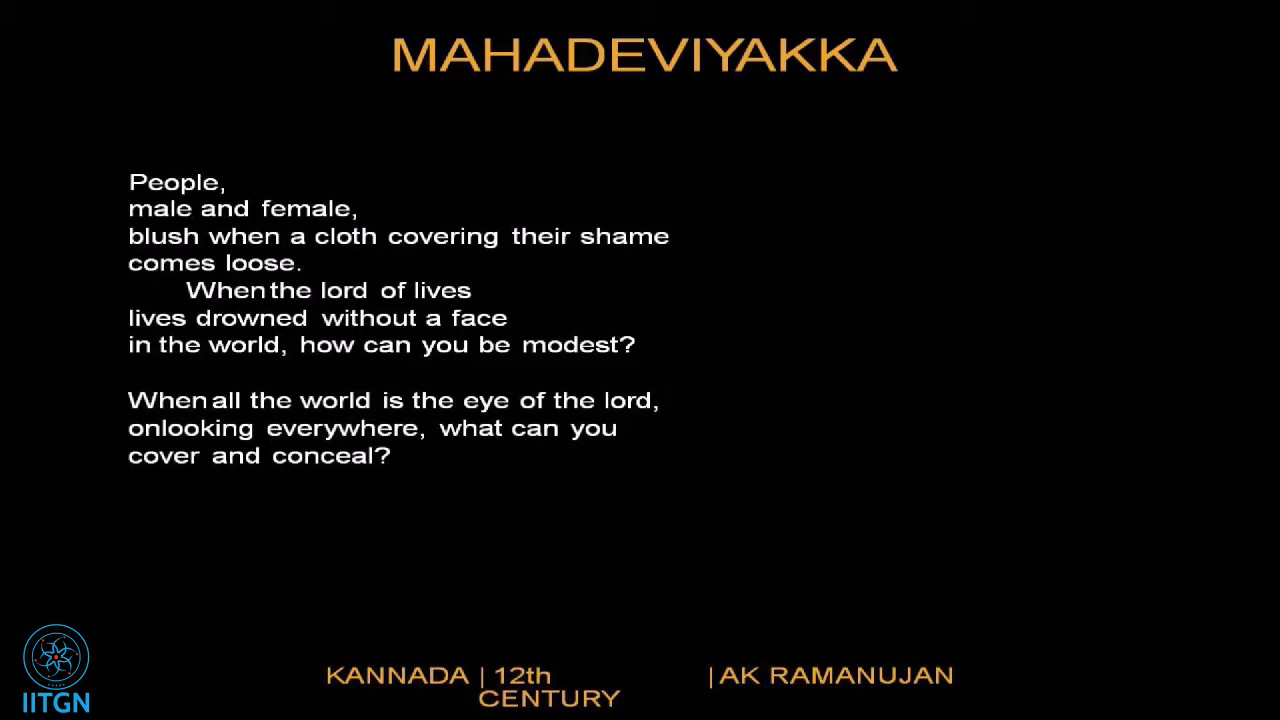 MAHADEVIYAKKA
People,
male and female,
blush when a cloth covering their shame
comes loose.
When the lord of lives
lives drowned without a face
in the world, how can you be modest?
When all the world is the eye of the lord,
onlooking everywhere, what can you
cover and conceal?
KANNADA | 12th CENTURY | AK RAMANUJAN
IITGN